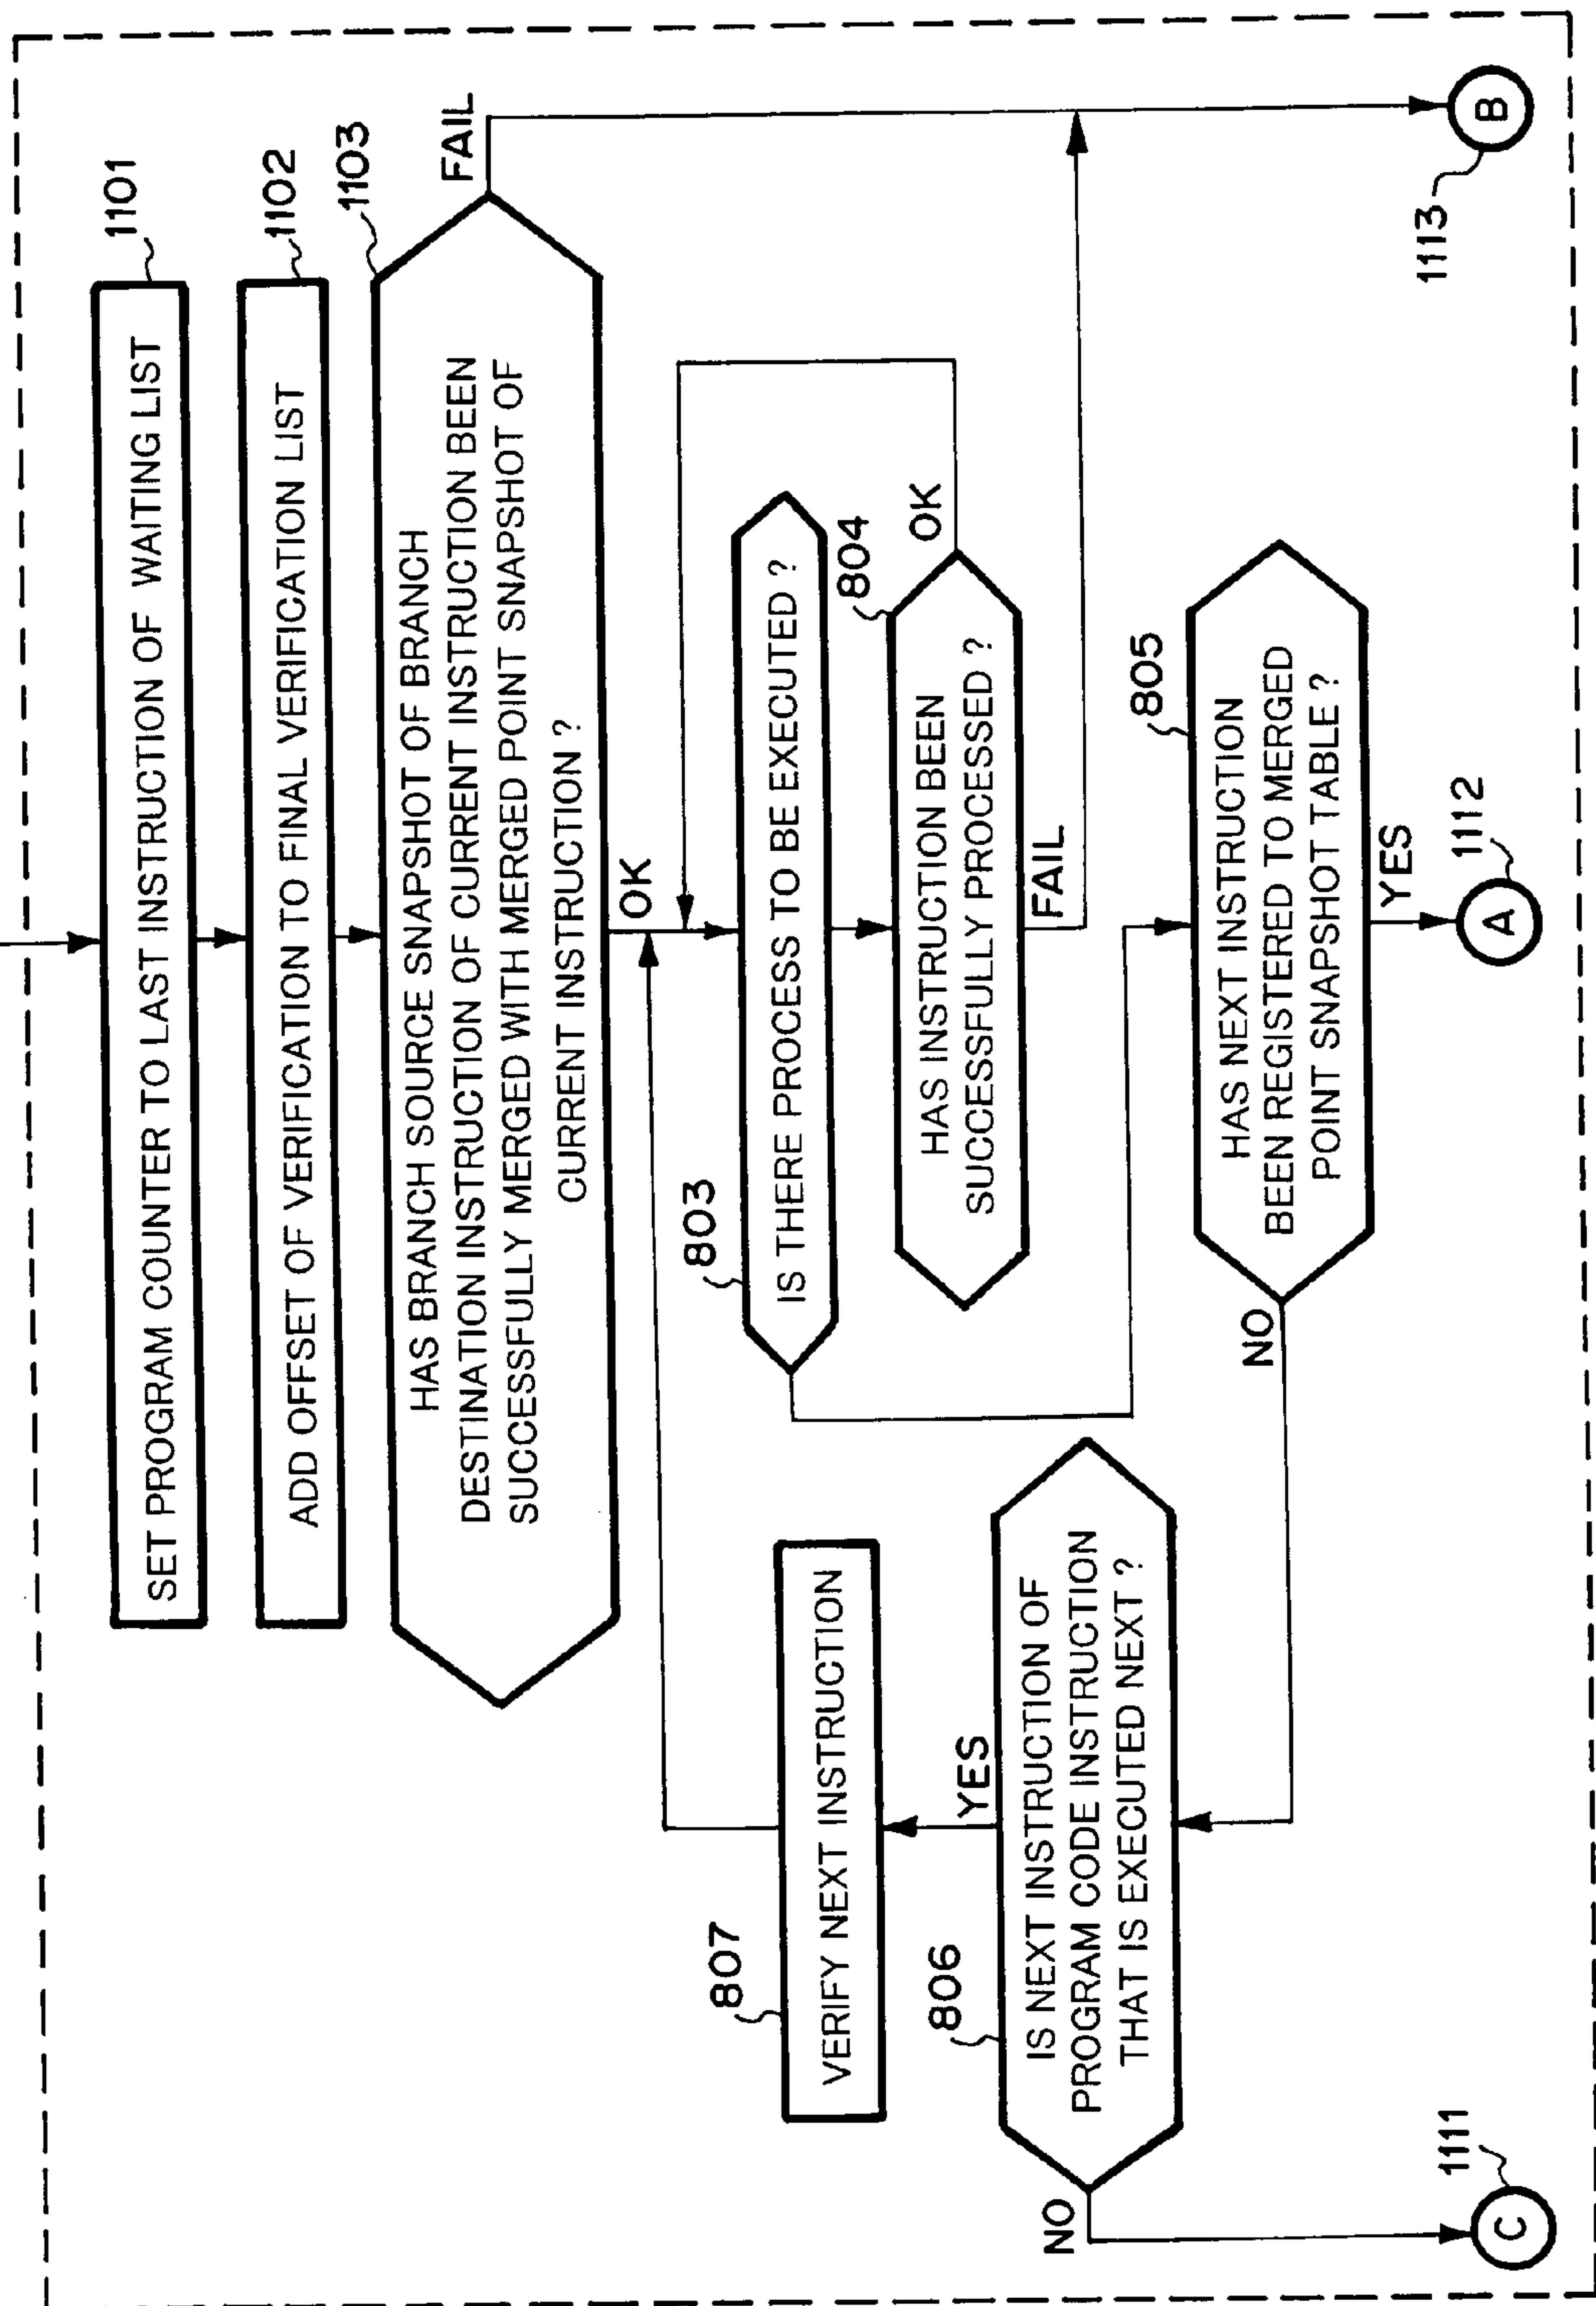 1101
SET PROGRAM COUNTER TO LAST INSTRUCTION OF WAITING LIST
1102
ADD OFFSET OF VERIFICATION TO FINAL VERIFICATION LIST
1103
HAS BRANCH SOURCE SNAPSHOT OF BRANCH
DESTINATION INSTRUCTION OF CURRENT INSTRUCTION BEEN
SUCCESSFULLY MERGED WITH MERGED POINT SNAPSHOT OF
CURRENT INSTRUCTION ?
FAIL
OK
803
IS THERE PROCESS TO BE EXECUTED ?
804
HAS INSTRUCTION BEEN
SUCCESSFULLY PROCESSED ?
OK
FAIL
807
VERIFY NEXT INSTRUCTION
YES
806
IS NEXT INSTRUCTION OF
PROGRAM CODE INSTRUCTION
THAT IS EXECUTED NEXT ?
NO
805
HAS NEXT INSTRUCTION
BEEN REGISTERED TO MERGED
POINT SNAPSHOT TABLE ?
NO
YES
1111
C
1112
A
1113
B